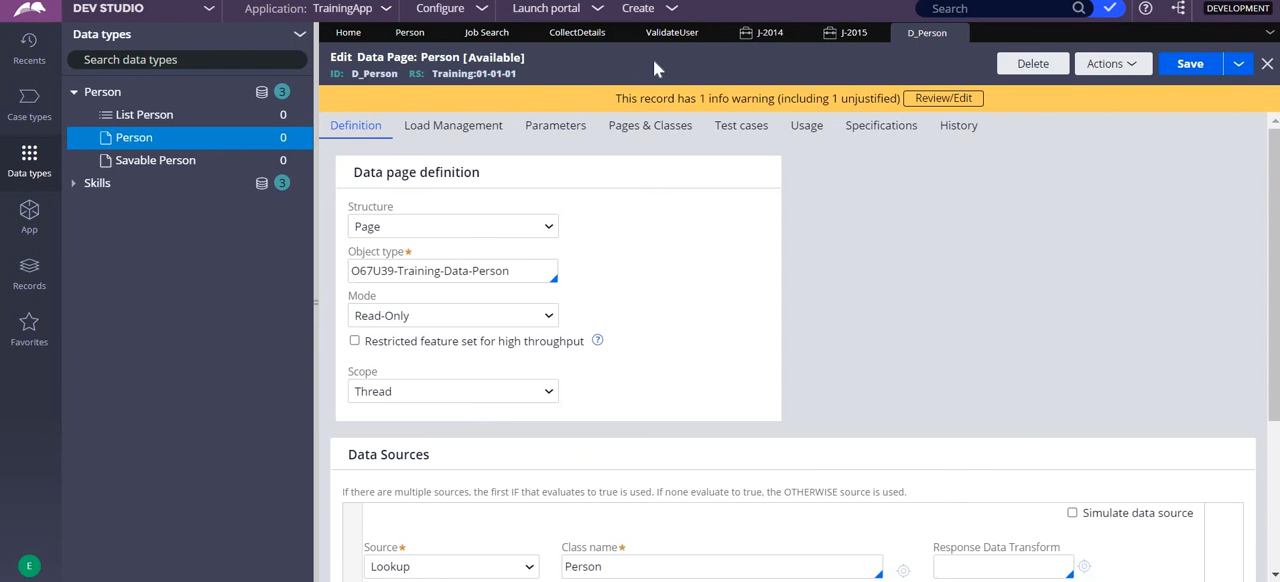 DEV STUDIO
Application: TrainingApp
Configure
Launch portal
Create
Search
DEVELOPMENT
Recents
Case types
Data types
App
Records
Favorites
E
Data types
Search data types
Person 3
List Person 0
Person 0
Savable Person 0
Skills 3
Home Person Job Search CollectDetails ValidateUser J-2014 J-2015 D_Person
Edit Data Page: Person [Available]
ID: D_Person RS: Training:01-01-01
Delete Actions Save
This record has 1 info warning (including 1 unjustified) Review/Edit
Definition Load Management Parameters Pages & Classes Test cases Usage Specifications History
Data page definition
Structure
Page
Object type*
O67U39-Training-Data-Person
Mode
Read-Only
Restricted feature set for high throughput ?
Scope
Thread
Data Sources
If there are multiple sources, the first IF that evaluates to true is used. If none evaluate to true, the OTHERWISE source is used.
Simulate data source
Source* Class name* Response Data Transform
Lookup Person